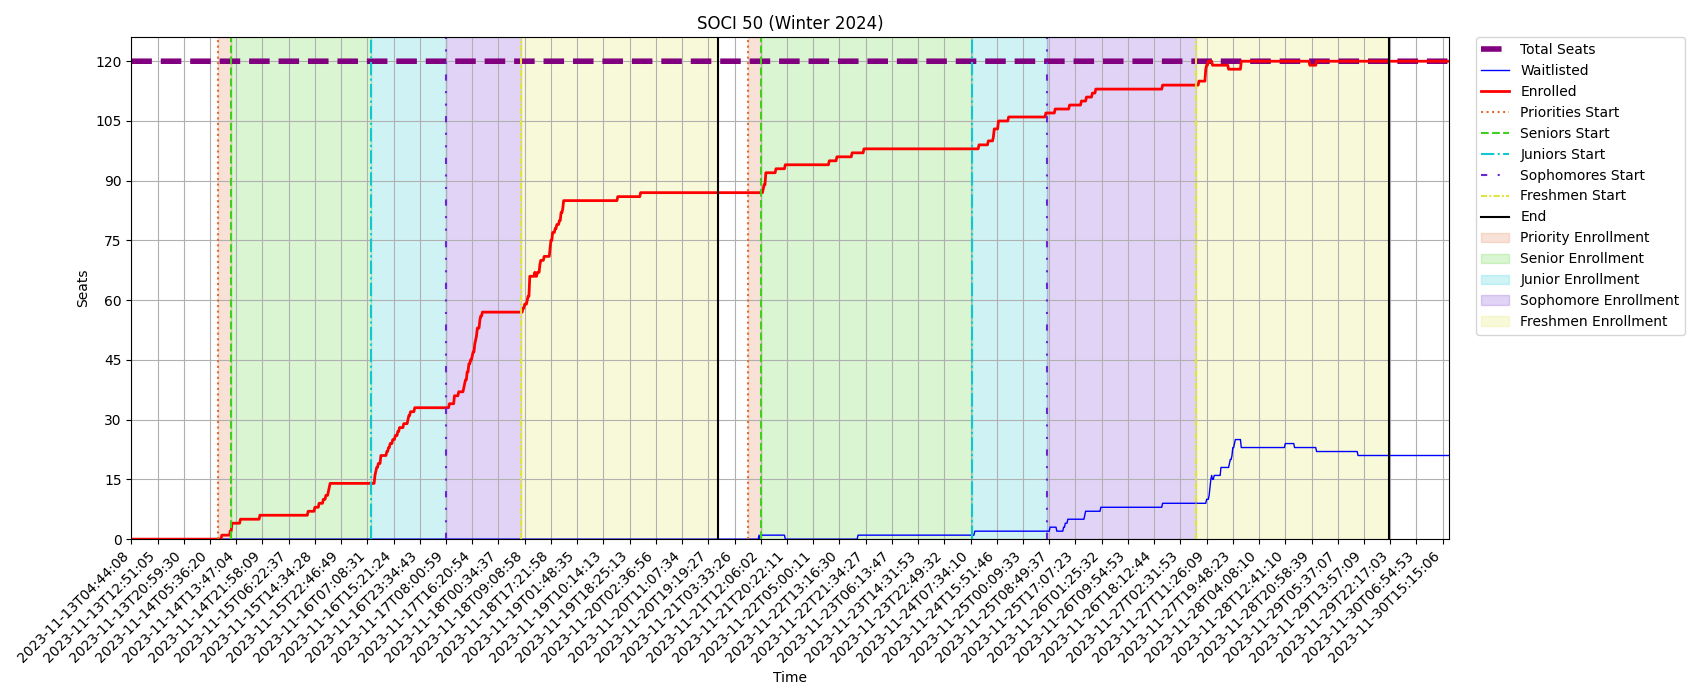 SOCI 50 (Winter 2024)
Seats
120
105
90
75
60
45
30
15
0
2023-11-13T04:44:08
2023-11-13T12:51:05
2023-11-13T20:59:30
2023-11-14T05:36:20
2023-11-14T13:47:04
2023-11-14T21:58:09
2023-11-15T06:22:37
2023-11-15T14:34:28
2023-11-15T22:46:49
2023-11-16T07:08:31
2023-11-16T15:21:24
2023-11-16T23:34:43
2023-11-17T08:00:59
2023-11-17T16:20:54
2023-11-18T00:34:37
2023-11-18T09:08:58
2023-11-18T17:21:58
2023-11-19T01:48:35
2023-11-19T10:14:13
2023-11-19T18:25:13
2023-11-20T02:36:56
2023-11-20T11:07:34
2023-11-20T19:19:27
2023-11-21T03:33:26
2023-11-21T12:06:02
2023-11-21T20:22:11
2023-11-22T05:00:11
2023-11-22T13:16:30
2023-11-22T21:34:27
2023-11-23T06:13:47
2023-11-23T14:31:53
2023-11-23T22:49:32
2023-11-24T07:34:10
2023-11-24T15:51:46
2023-11-25T00:09:33
2023-11-25T08:49:37
2023-11-25T17:07:23
2023-11-26T01:25:32
2023-11-26T09:54:53
2023-11-26T18:12:44
2023-11-27T02:31:53
2023-11-27T11:26:09
2023-11-27T19:48:23
2023-11-28T04:08:10
2023-11-28T12:41:10
2023-11-28T20:58:39
2023-11-29T05:37:07
2023-11-29T13:57:09
2023-11-29T22:17:03
2023-11-30T06:54:53
2023-11-30T15:15:06
Time
Total Seats
Waitlisted
Enrolled
Priorities Start
Seniors Start
Juniors Start
Sophomores Start
Freshmen Start
End
Priority Enrollment
Senior Enrollment
Junior Enrollment
Sophomore Enrollment
Freshmen Enrollment